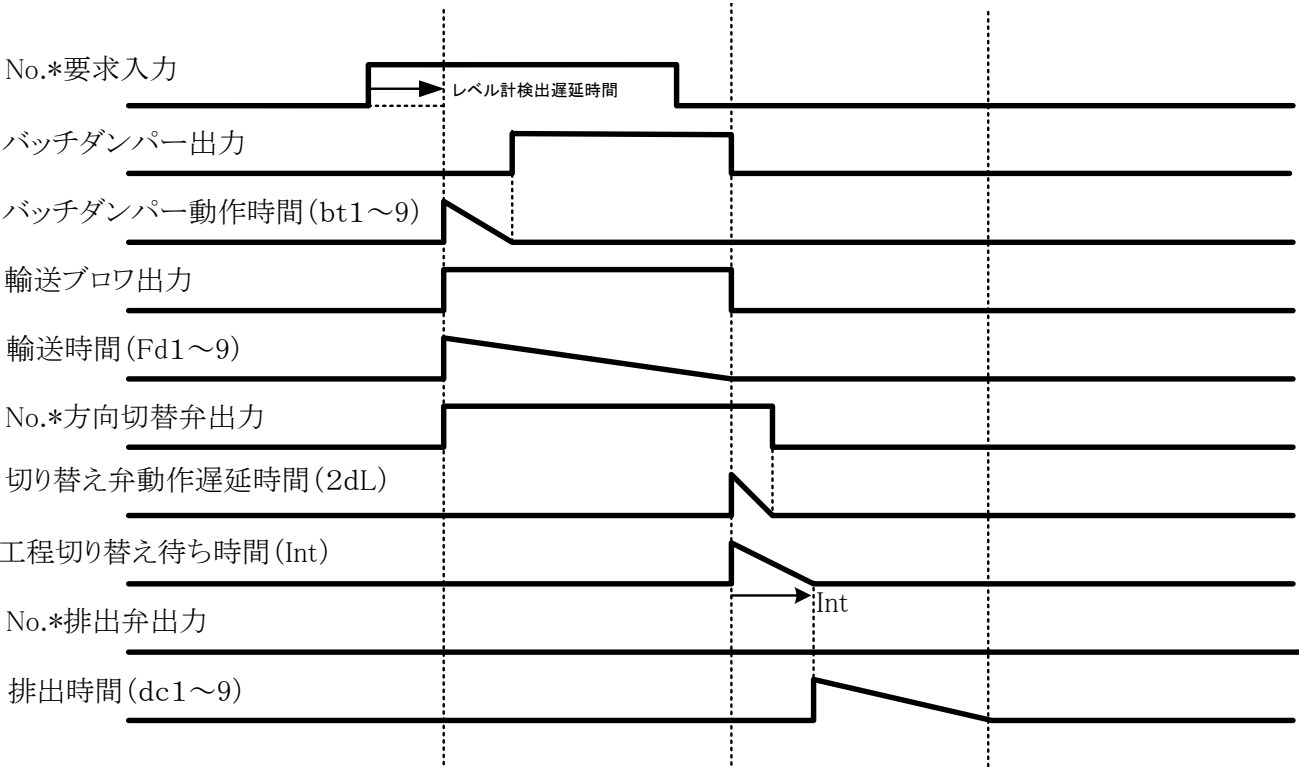 No.*要求入力
レベル計検出遅延時間
バッチダンパー出力
バッチダンパー動作時間(bt1～9)
輸送ブロワ出力
輸送時間(Fd1～9)
No.*方向切替弁出力
切り替え弁動作遅延時間(2dL)
工程切り替え待ち時間(Int)
Int
No.*排出弁出力
排出時間(dc1～9)